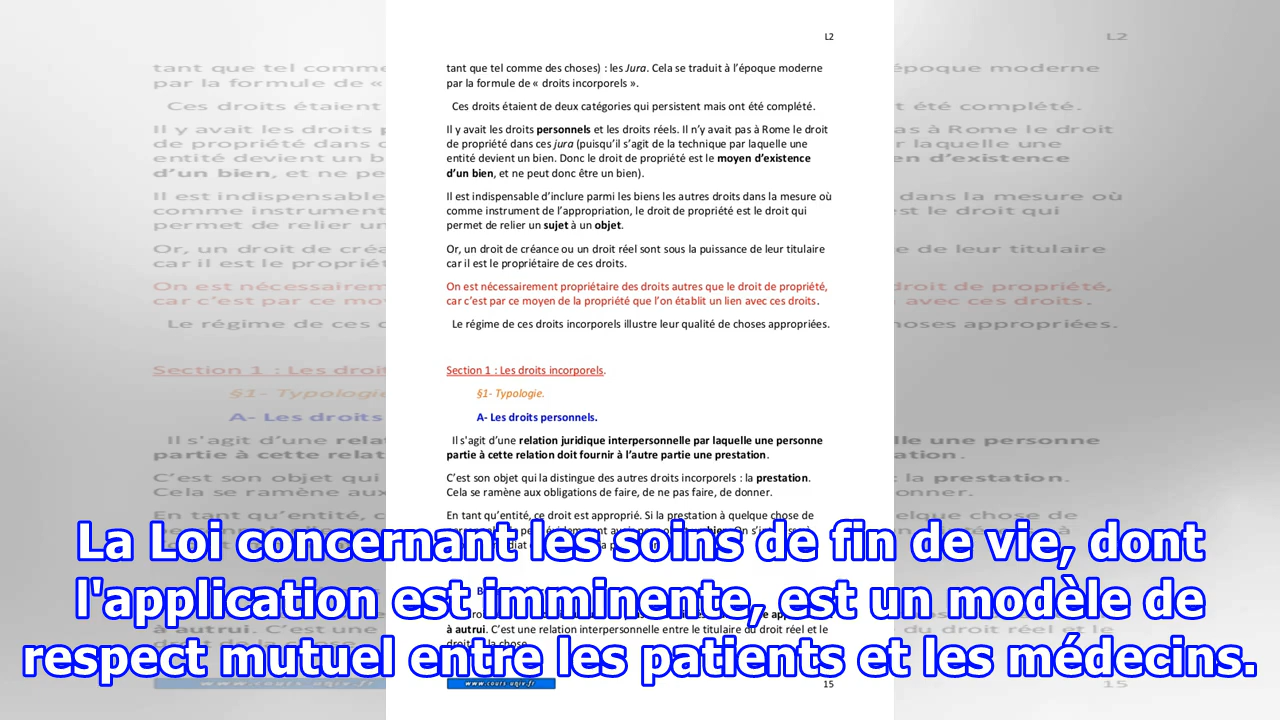 L2
tant que tel comme des choses) : les Jura. Cela se traduit à l'époque moderne
par la formule de « droits incorporels ».
Ces droits étaient de deux catégories qui persistent mais ont été complété.
Il y avait les droits personnels et les droits réels. Il n'y avait pas à Rome le droit
de propriété dans ces jura (puisqu'il s'agit de la technique par laquelle une
entité devient un bien. Donc le droit de propriété est le moyen d'existence
d'un bien, et ne peut donc être un bien).
Il est indispensable d'inclure parmi les biens les autres droits dans la mesure où
comme instrument de l'appropriation, le droit de propriété est le droit qui
permet de relier un sujet à un objet.
Or, un droit de créance ou un droit réel sont sous la puissance de leur titulaire
car il est le propriétaire de ces droits.
On est nécessairement propriétaire des droits autres que le droit de propriété,
car c'est par ce moyen de la propriété que l'on établit un lien avec ces droits.
Le régime de ces droits incorporels illustre leur qualité de choses appropriées.
Section 1 : Les droits incorporels.
§1- Typologie.
A- Les droits personnels.
Il s'agit d'une relation juridique interpersonnelle par laquelle une personne
partie à cette relation doit fournir à l'autre partie une prestation.
C'est son objet qui la distingue des autres droits incorporels : la prestation.
Cela se ramène aux obligations de faire, de ne pas faire, de donner.
En tant qu'entité, ce droit est approprié. Si la prestation à quelque chose de
La Loi concernant les soins de fin de vie, dont
l'application est imminente, est un modèle de
respect mutuel entre les patients et les médecins.
à autrui. C'est une relation interpersonnelle entre le titulaire du droit réel et le
www.cours-univ.fr
15